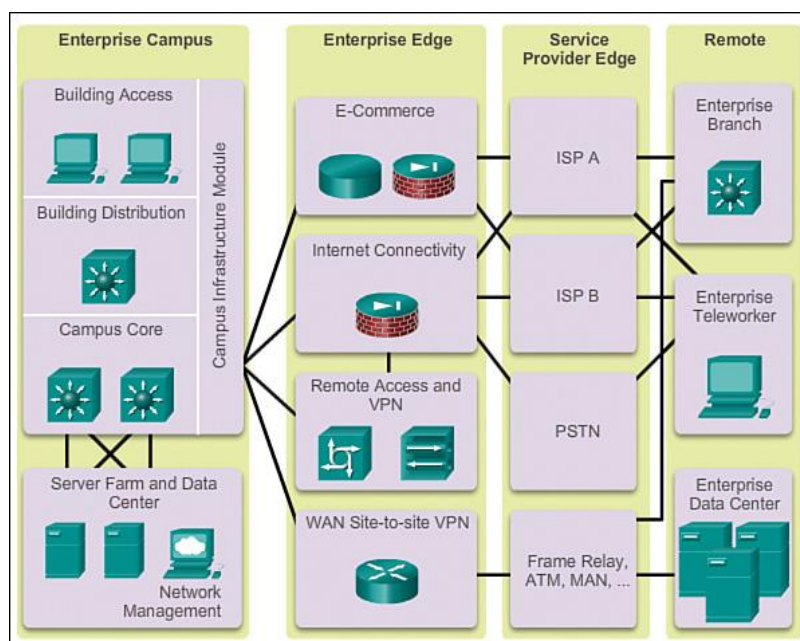 Enterprise Campus
Building Access
Building Distribution
Campus Core
Campus Infrastructure Module
Server Farm and Data
Center
Network
Management
Enterprise Edge
E-Commerce
Internet Connectivity
Remote Access and
VPN
WAN Site-to-site VPN
Service
Provider Edge
ISP A
ISP B
PSTN
Frame Relay,
ATM, MAN, ...
Remote
Enterprise
Branch
Enterprise
Teleworker
Enterprise
Data Center